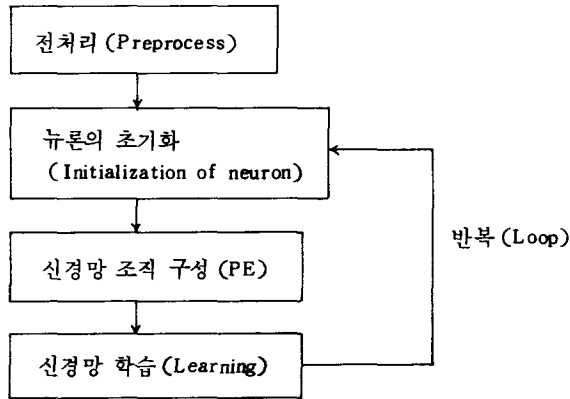 전처리 (Preprocess)
뉴론의 초기화
(Initialization of neuron)
반복 (Loop)
신경망 조직 구성 (PE)
신경망 학습 (Learning)